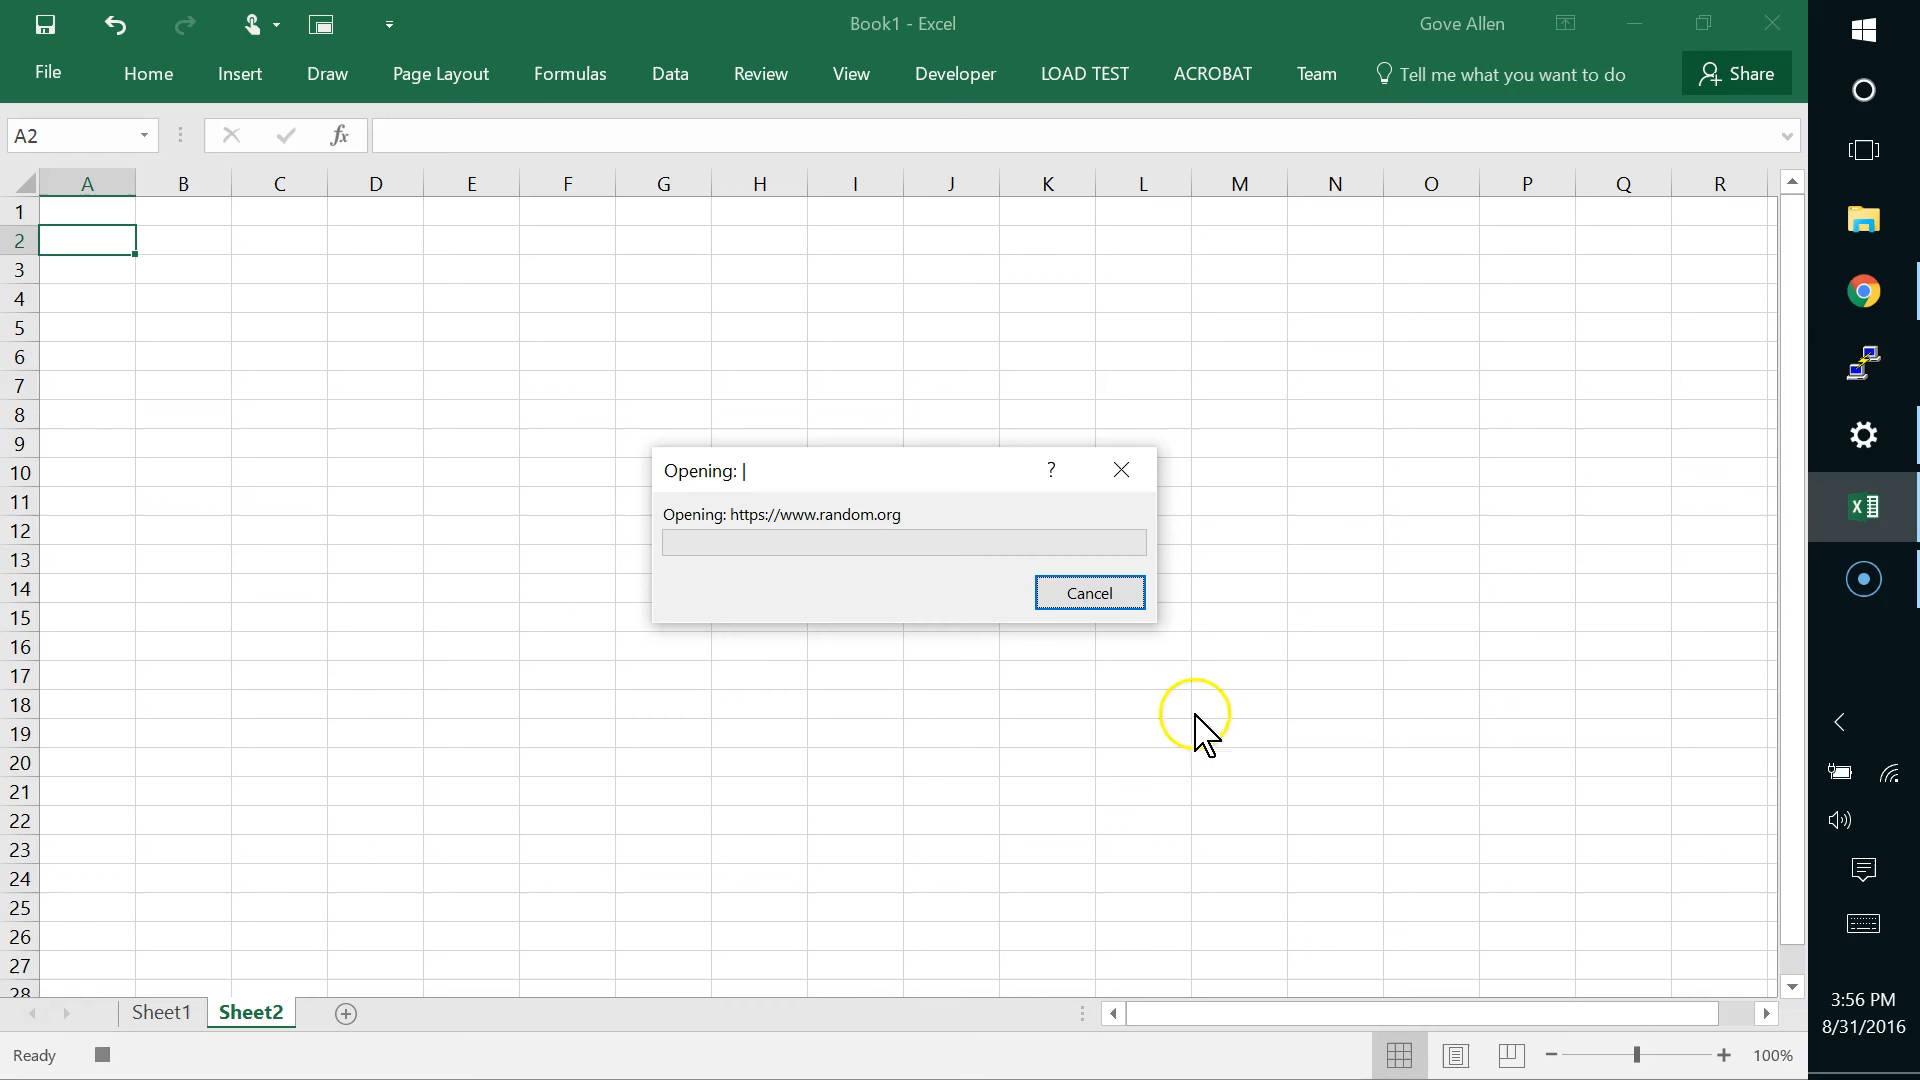 Book1 - Excel
Gove Allen
File Home Insert Draw Page Layout Formulas Data Review View Developer LOAD TEST ACROBAT Team Tell me what you want to do Share
A2 fx
A B C D E F G H I J K L M N O P Q R
1
2
3
4
5
6
7
8
9
Opening: |
?
10
11
Opening: https://www.random.org
12
13
14
Cancel
15
16
17
18
19
20
21
22
23
24
25
26
27
28
Sheet1 Sheet2
3:56 PM
8/31/2016
Ready
100%